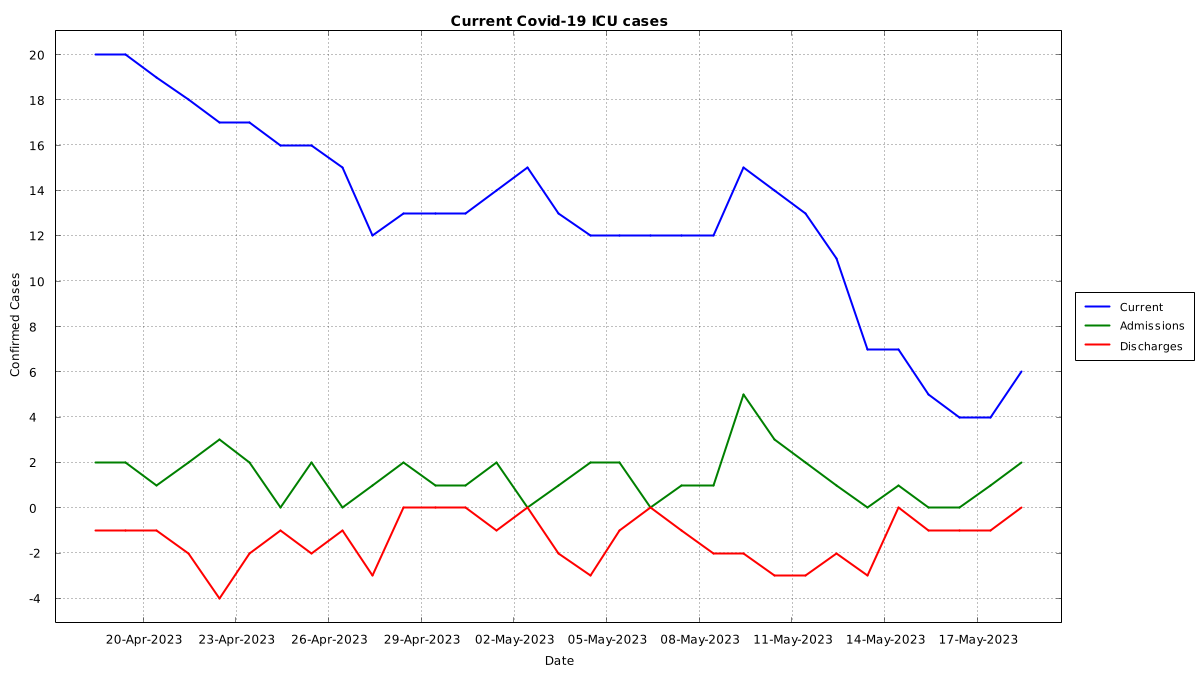 Current Covid-19 ICU cases
Confirmed Cases
20
18
16
14
12
10
8
6
4
2
0
-2
-4
20-Apr-2023 23-Apr-2023 26-Apr-2023 29-Apr-2023 02-May-2023 05-May-2023 08-May-2023 11-May-2023 14-May-2023 17-May-2023
Date
Current
Admissions
Discharges